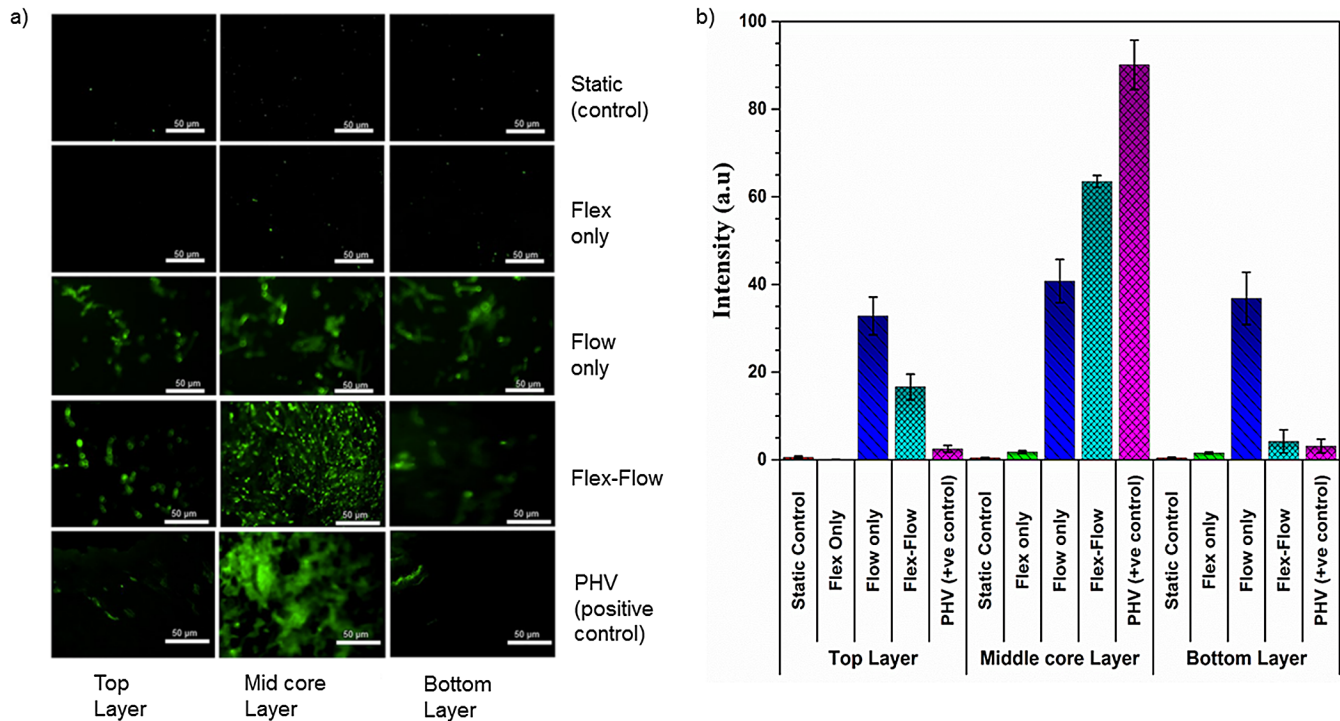 a)
50 µm
50 µm
50 µm
Static
(control)
50 µm
50 µm
50 µm
Flex
only
50 µm
50 µm
50 µm
Flow
only
50 µm
50 µm
50 µm
Flex-Flow
50 µm
50 µm
50 µm
PHV
(positive
control)
Top
Layer
Mid core
Layer
Bottom
Layer
b)
Intensity (a.u)
100
80
60
40
20
0
Static Control
Flex Only
Flow only
Flex-Flow
PHV (+ve control)
Static Control
Flex only
Flow only
Flex-Flow
PHV (+ve control)
Static Control
Flex only
Flow only
Flex-Flow
PHV (+ve control)
Top Layer
Middle core Layer
Bottom Layer